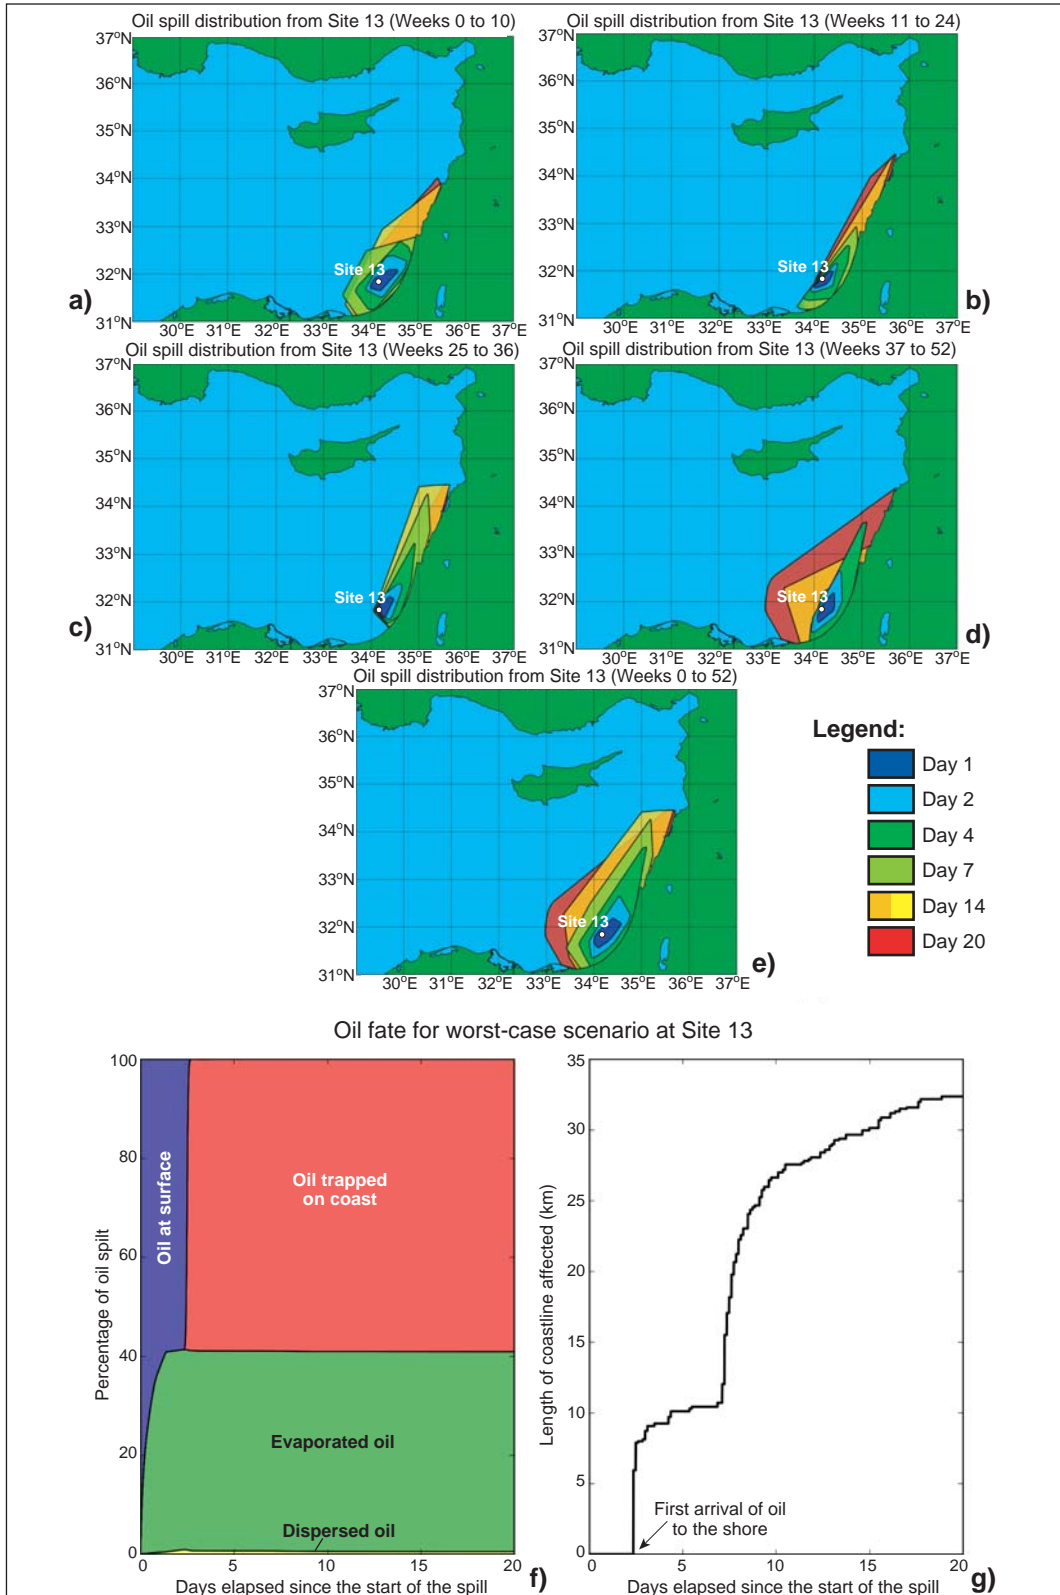 Oil spill distribution from Site 13 (Weeks 0 to 10)
37°N
36°N
35°N
34°N
33°N
32°N
31°N
Site 13
a)
30°E 31°E 32°E 33°E 34°E 35°E 36°E 37°E
Oil spill distribution from Site 13 (Weeks 11 to 24)
37°N
36°N
35°N
34°N
33°N
32°N
31°N
Site 13
b)
30°E 31°E 32°E 33°E 34°E 35°E 36°E 37°E
Oil spill distribution from Site 13 (Weeks 25 to 36)
37°N
36°N
35°N
34°N
33°N
32°N
31°N
Site 13
c)
30°E 31°E 32°E 33°E 34°E 35°E 36°E 37°E
Oil spill distribution from Site 13 (Weeks 37 to 52)
37°N
36°N
35°N
34°N
33°N
32°N
31°N
Site 13
d)
30°E 31°E 32°E 33°E 34°E 35°E 36°E 37°E
Oil spill distribution from Site 13 (Weeks 0 to 52)
37°N
36°N
35°N
34°N
33°N
32°N
31°N
Site 13
e)
30°E 31°E 32°E 33°E 34°E 35°E 36°E 37°E
Legend:
Day 1
Day 2
Day 4
Day 7
Day 14
Day 20
Oil fate for worst-case scenario at Site 13
Percentage of oil spilt
100
80
60
40
20
0
Oil at surface
Oil trapped
on coast
Evaporated oil
Dispersed oil
0 5 10 15 20
Days elapsed since the start of the spill
f)
Length of coastline affected (km)
35
30
25
20
15
10
5
0
First arrival of oil
to the shore
0 5 10 15 20
Days elapsed since the start of the spill
g)